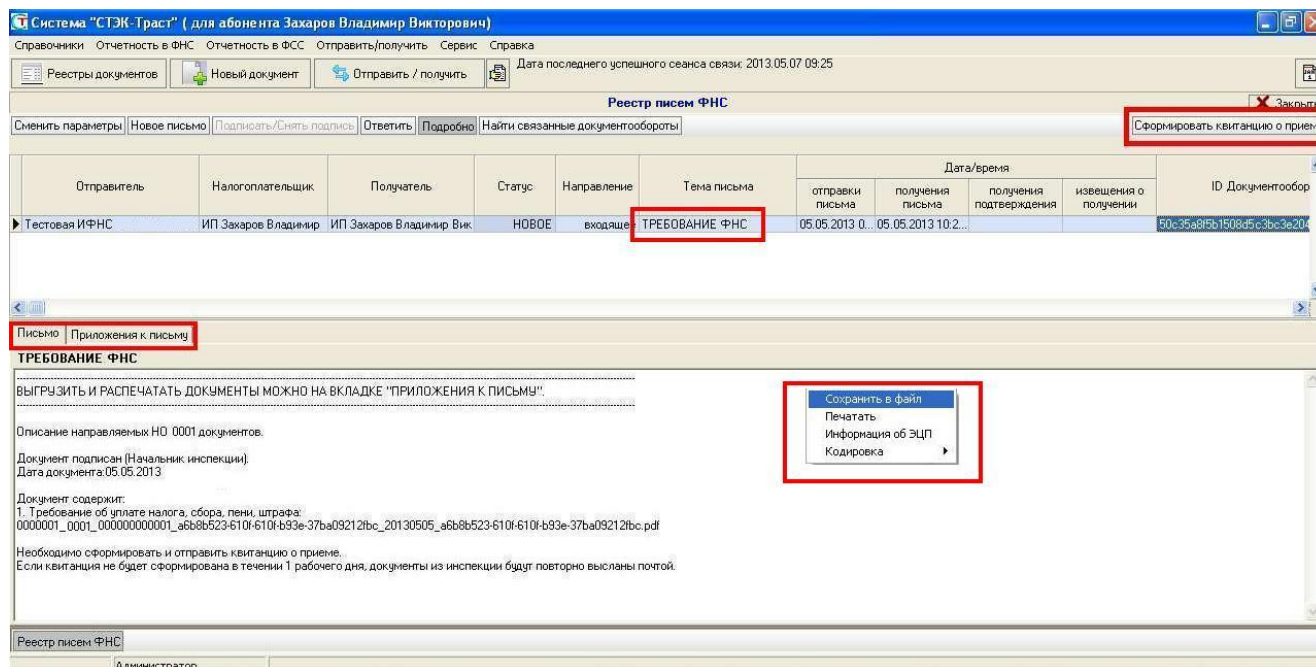 Система "СТЭК-Траст" ( для абонента Захаров Владимир Викторович)
Справочники Отчетность в ФНС Отчетность в ФСС Отправить/получить Сервис Справка
Реестры документов Новый документ Отправить / получить Дата последнего успешного сеанса связи: 2013.05.07 09:25
Реестр писем ФНС
Закрыть
Сменить параметры Новое письмо Подписать/Снять подпись Ответить Подробно Найти связанные документообороты Сформировать квитанцию о прием
Дата/время
Отправитель Налогоплательщик Получатель Статус Направление Тема письма отправки письма получения письма получения подтверждения извещения о получении ID Документообор
Тестовая ИФНС ИП Захаров Владимир ИП Захаров Владимир Вик НОВОЕ входящее ТРЕБОВАНИЕ ФНС 05.05.2013 0... 05.05.2013 10:2... 50c35a8f5b1508d5c3bc3e204
Письмо Приложения к письму
ТРЕБОВАНИЕ ФНС
ВЫГРУЗИТЬ И РАСПЕЧАТАТЬ ДОКУМЕНТЫ МОЖНО НА ВКЛАДКЕ "ПРИЛОЖЕНИЯ К ПИСЬМУ".
Сохранить в файл
Печатать
Информация об ЭЦП
Кодировка
Описание направляемых НО 0001 документов.
Документ подписан (Начальник инспекции).
Дата документа:05.05.2013
Документ содержит:
1. Требование об уплате налога, сбора, пени, штрафа:
0000001_0001_000000000001_a6b8b523-610f-610f-b93e-37ba09212fbc_20130505_a6b8b523-610f-610f-b93e-37ba09212fbc.pdf
Необходимо сформировать и отправить квитанцию о приеме.
Если квитанция не будет сформирована в течении 1 рабочего дня, документы из инспекции будут повторно высланы почтой.
Реестр писем ФНС
Администратор